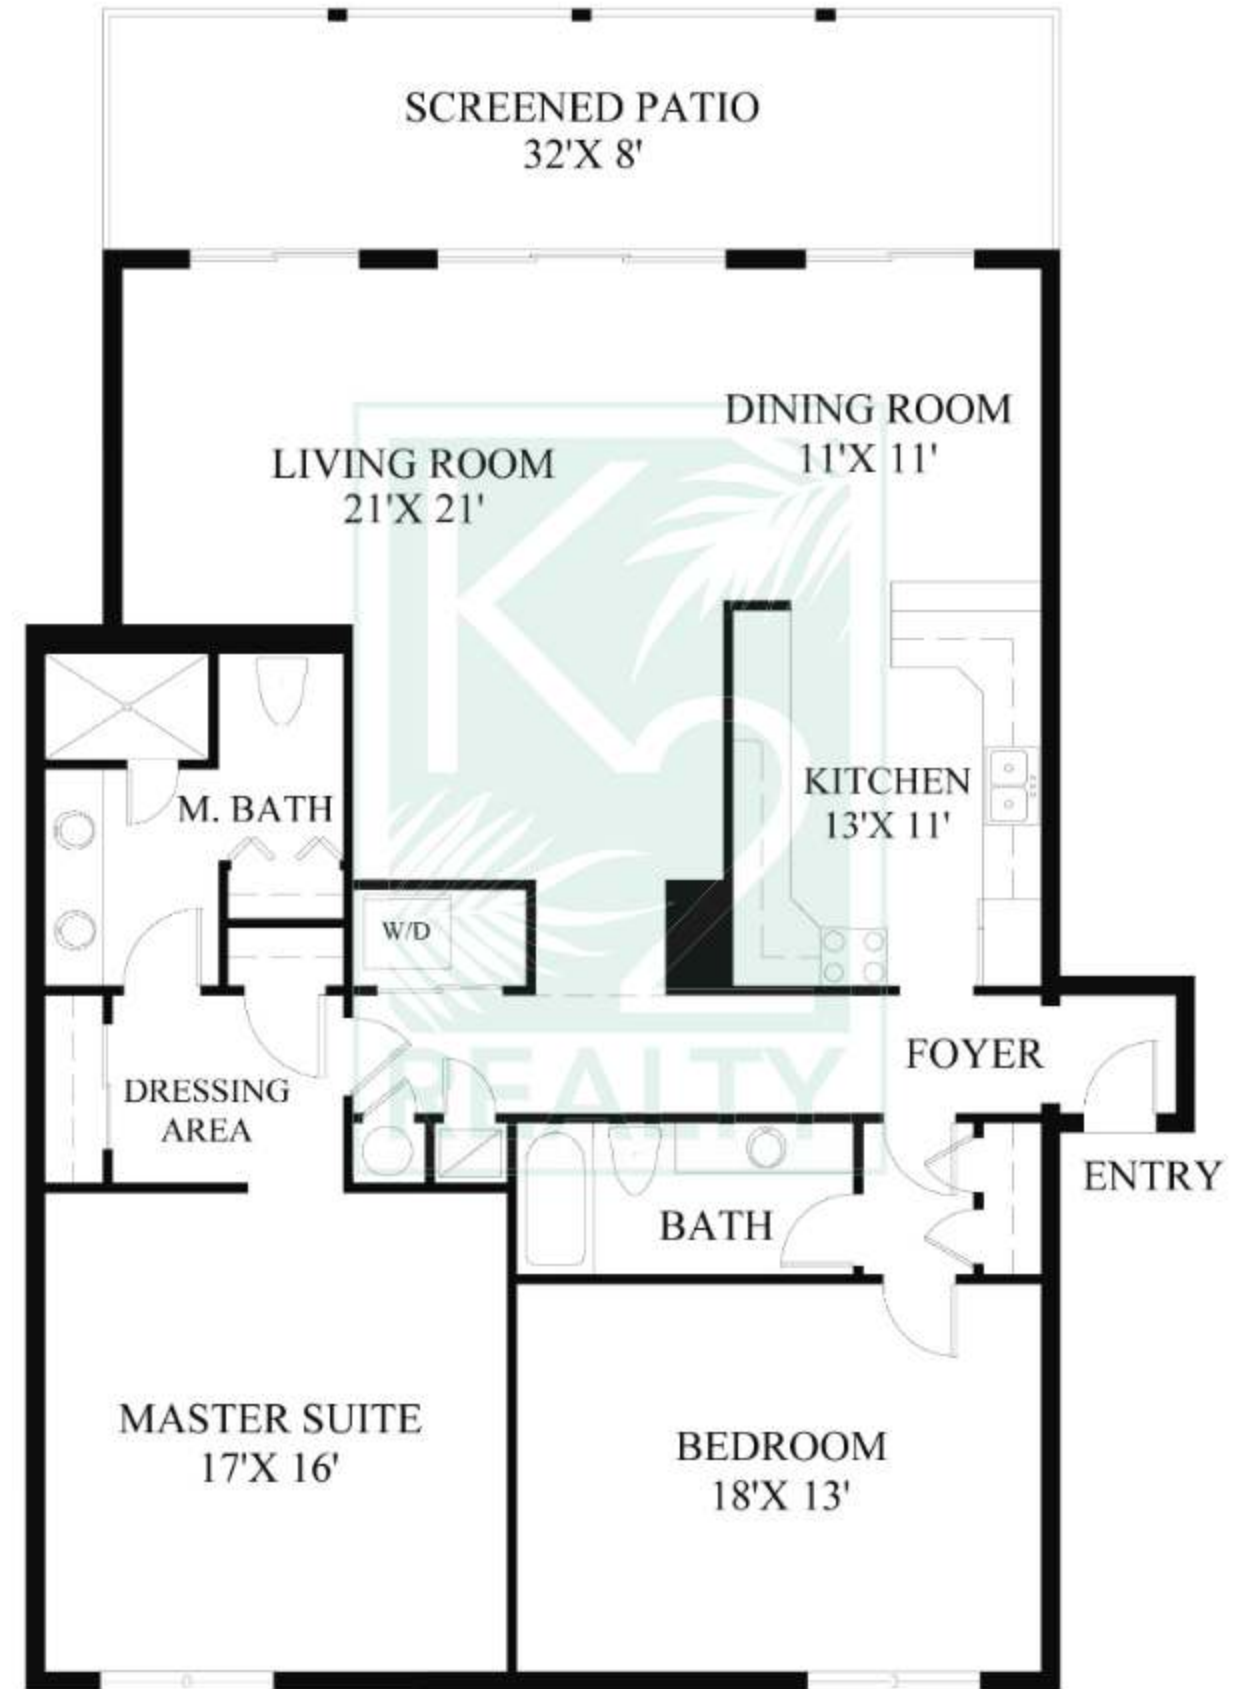 SCREENED PATIO
32'X 8'
DINING ROOM
11'X 11'
LIVING ROOM
21'X 21'
KITCHEN
13'X 11'
M. BATH
W/D
K2
REALTY
FOYER
DRESSING
AREA
ENTRY
BATH
MASTER SUITE
17'X 16'
BEDROOM
18'X 13'